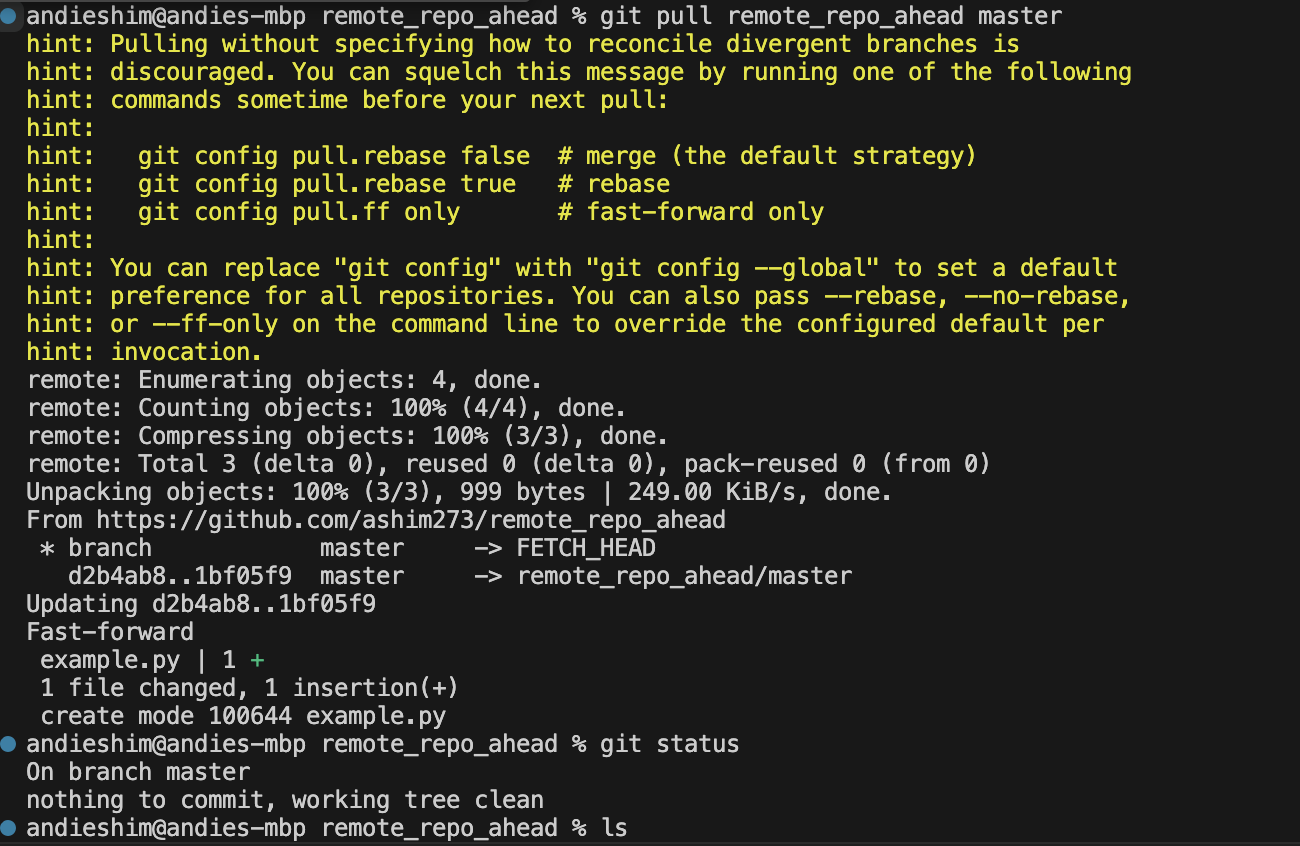 andieshim@andies-mbp remote_repo_ahead % git pull remote_repo_ahead master
hint: Pulling without specifying how to reconcile divergent branches is
hint: discouraged. You can squelch this message by running one of the following
hint: commands sometime before your next pull:
hint:
hint:   git config pull.rebase false  # merge (the default strategy)
hint:   git config pull.rebase true   # rebase
hint:   git config pull.ff only       # fast-forward only
hint:
hint: You can replace "git config" with "git config --global" to set a default
hint: preference for all repositories. You can also pass --rebase, --no-rebase,
hint: or --ff-only on the command line to override the configured default per
hint: invocation.
remote: Enumerating objects: 4, done.
remote: Counting objects: 100% (4/4), done.
remote: Compressing objects: 100% (3/3), done.
remote: Total 3 (delta 0), reused 0 (delta 0), pack-reused 0 (from 0)
Unpacking objects: 100% (3/3), 999 bytes | 249.00 KiB/s, done.
From https://github.com/ashim273/remote_repo_ahead
 * branch            master     -> FETCH_HEAD
   d2b4ab8..1bf05f9  master     -> remote_repo_ahead/master
Updating d2b4ab8..1bf05f9
Fast-forward
 example.py | 1 +
 1 file changed, 1 insertion(+)
 create mode 100644 example.py
andieshim@andies-mbp remote_repo_ahead % git status
On branch master
nothing to commit, working tree clean
andieshim@andies-mbp remote_repo_ahead % ls